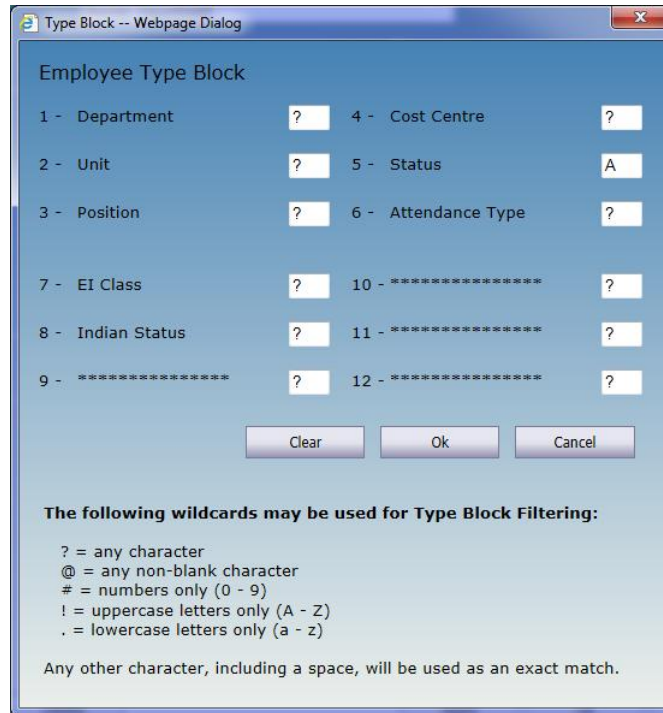 Type Block -- Webpage Dialog
Employee Type Block
1 - Department ? 4 - Cost Centre ?
2 - Unit ? 5 - Status A
3 - Position ? 6 - Attendance Type ?
7 - EI Class ? 10 - *************** ?
8 - Indian Status ? 11 - *************** ?
9 - *************** ? 12 - *************** ?
Clear Ok Cancel
The following wildcards may be used for Type Block Filtering:
? = any character
@ = any non-blank character
# = numbers only (0 - 9)
! = uppercase letters only (A - Z)
. = lowercase letters only (a - z)
Any other character, including a space, will be used as an exact match.